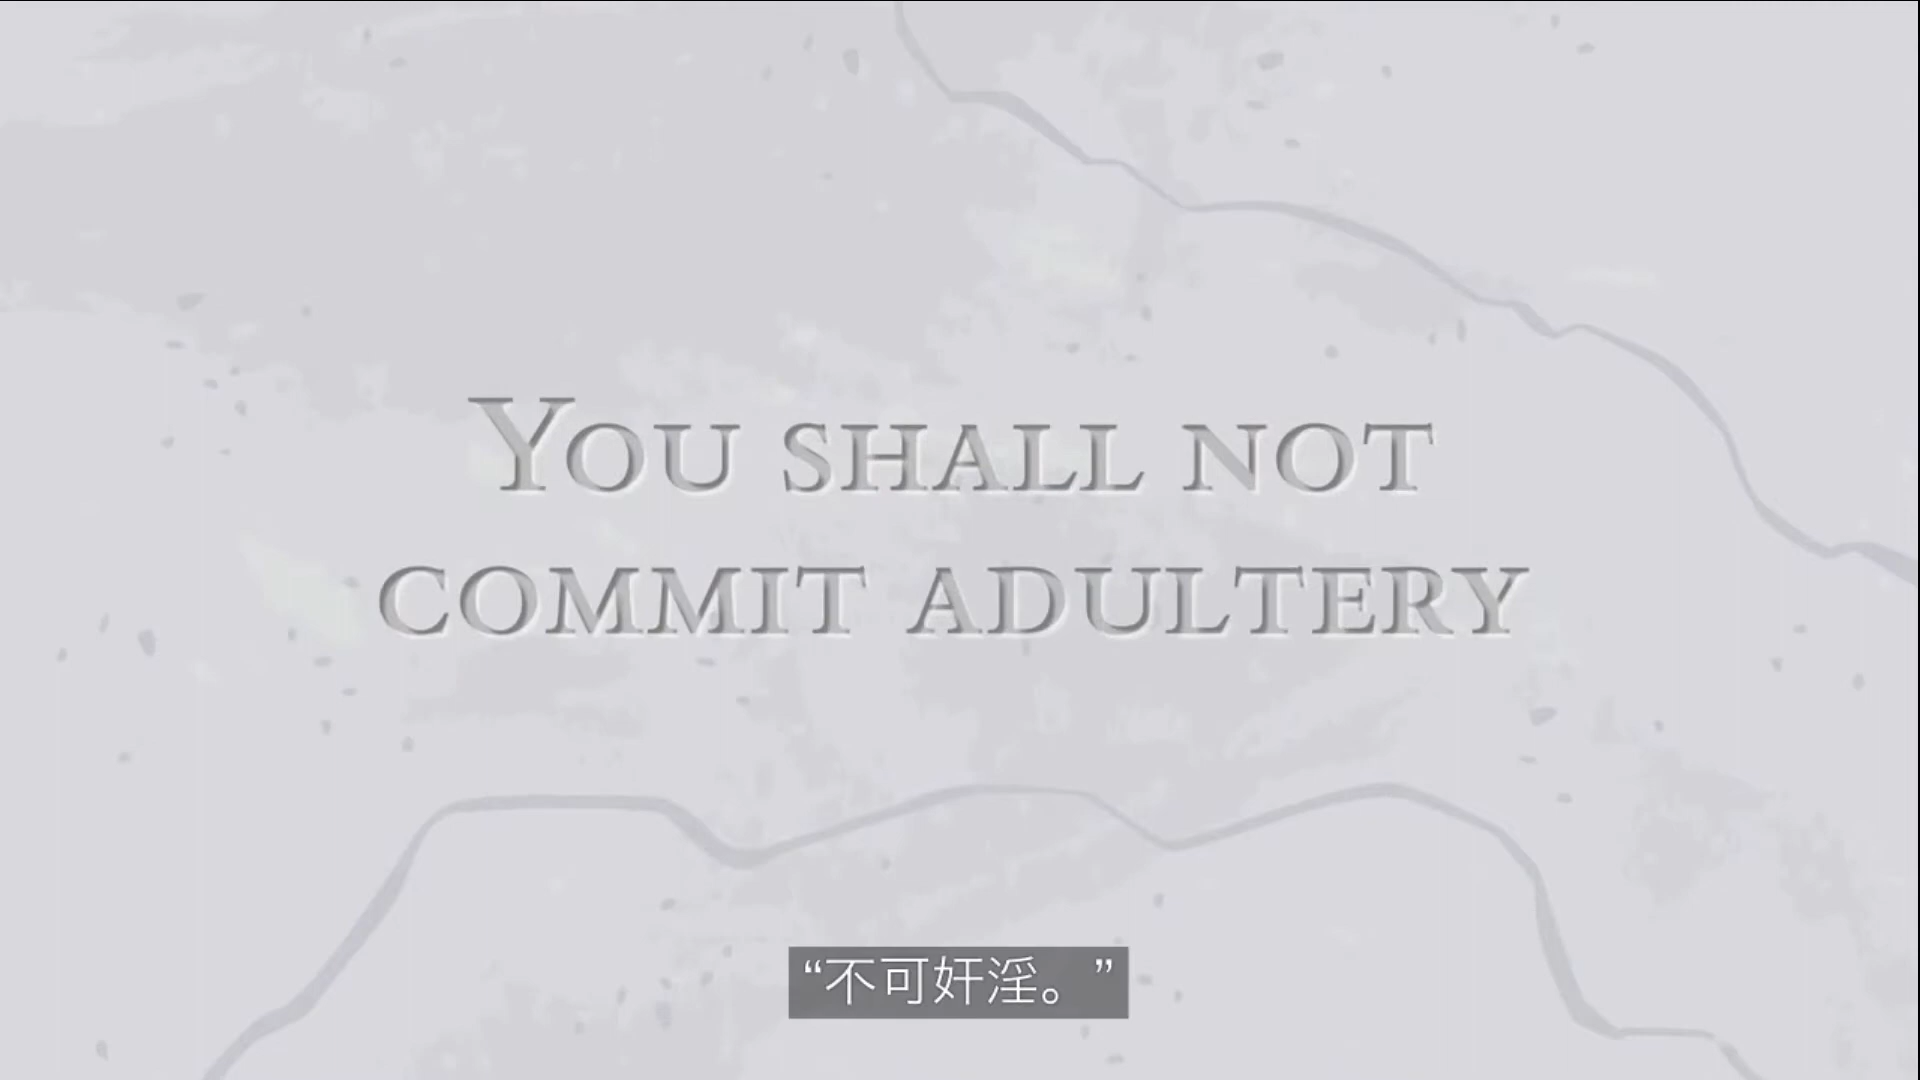 You shall not
commit adultery
“不可奸淫。”